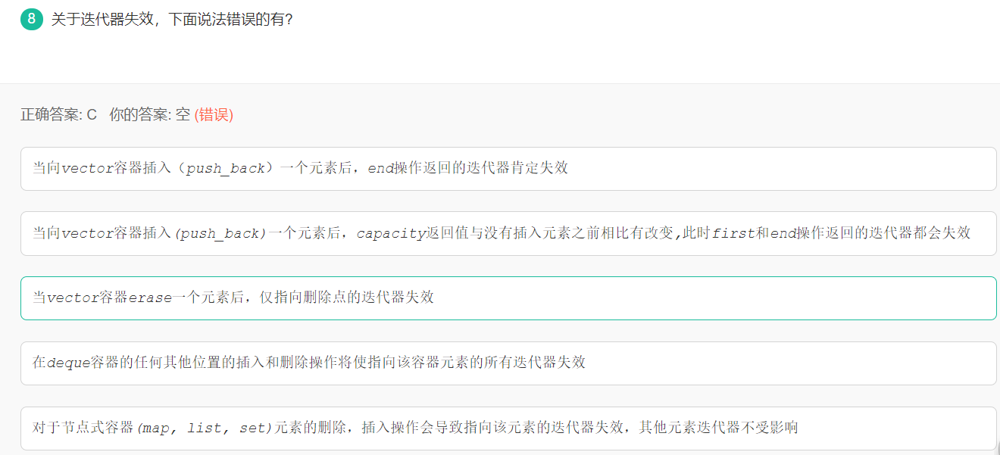 8 关于迭代器失效，下面说法错误的有?
正确答案: C 你的答案: 空 (错误)
当向vector容器插入（push_back）一个元素后，end操作返回的迭代器肯定失效
当向vector容器插入(push_back)一个元素后，capacity返回值与没有插入元素之前相比有改变,此时first和end操作返回的迭代器都会失效
当vector容器erase一个元素后，仅指向删除点的迭代器失效
在deque容器的任何其他位置的插入和删除操作将使指向该容器元素的所有迭代器失效
对于节点式容器(map, list, set)元素的删除，插入操作会导致指向该元素的迭代器失效，其他元素迭代器不受影响